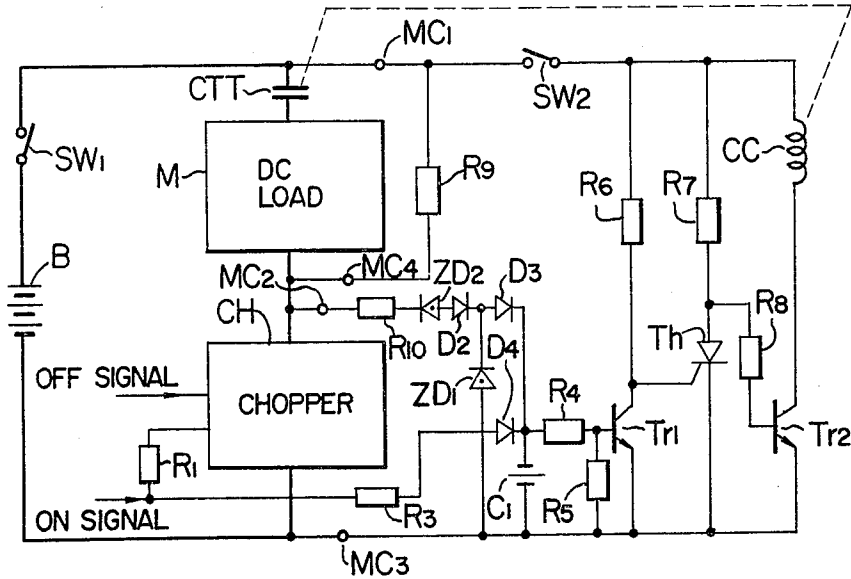 MC1
CTT
SW2
SW1
M
DC
LOAD
R9
R6
R7
CC
B
MC4
MC2
ZD2
D3
CH
R10
D2
D4
Th
R8
OFF SIGNAL
CHOPPER
ZD1
R4
Tr1
Tr2
R1
C1
R5
ON SIGNAL
R3
MC3